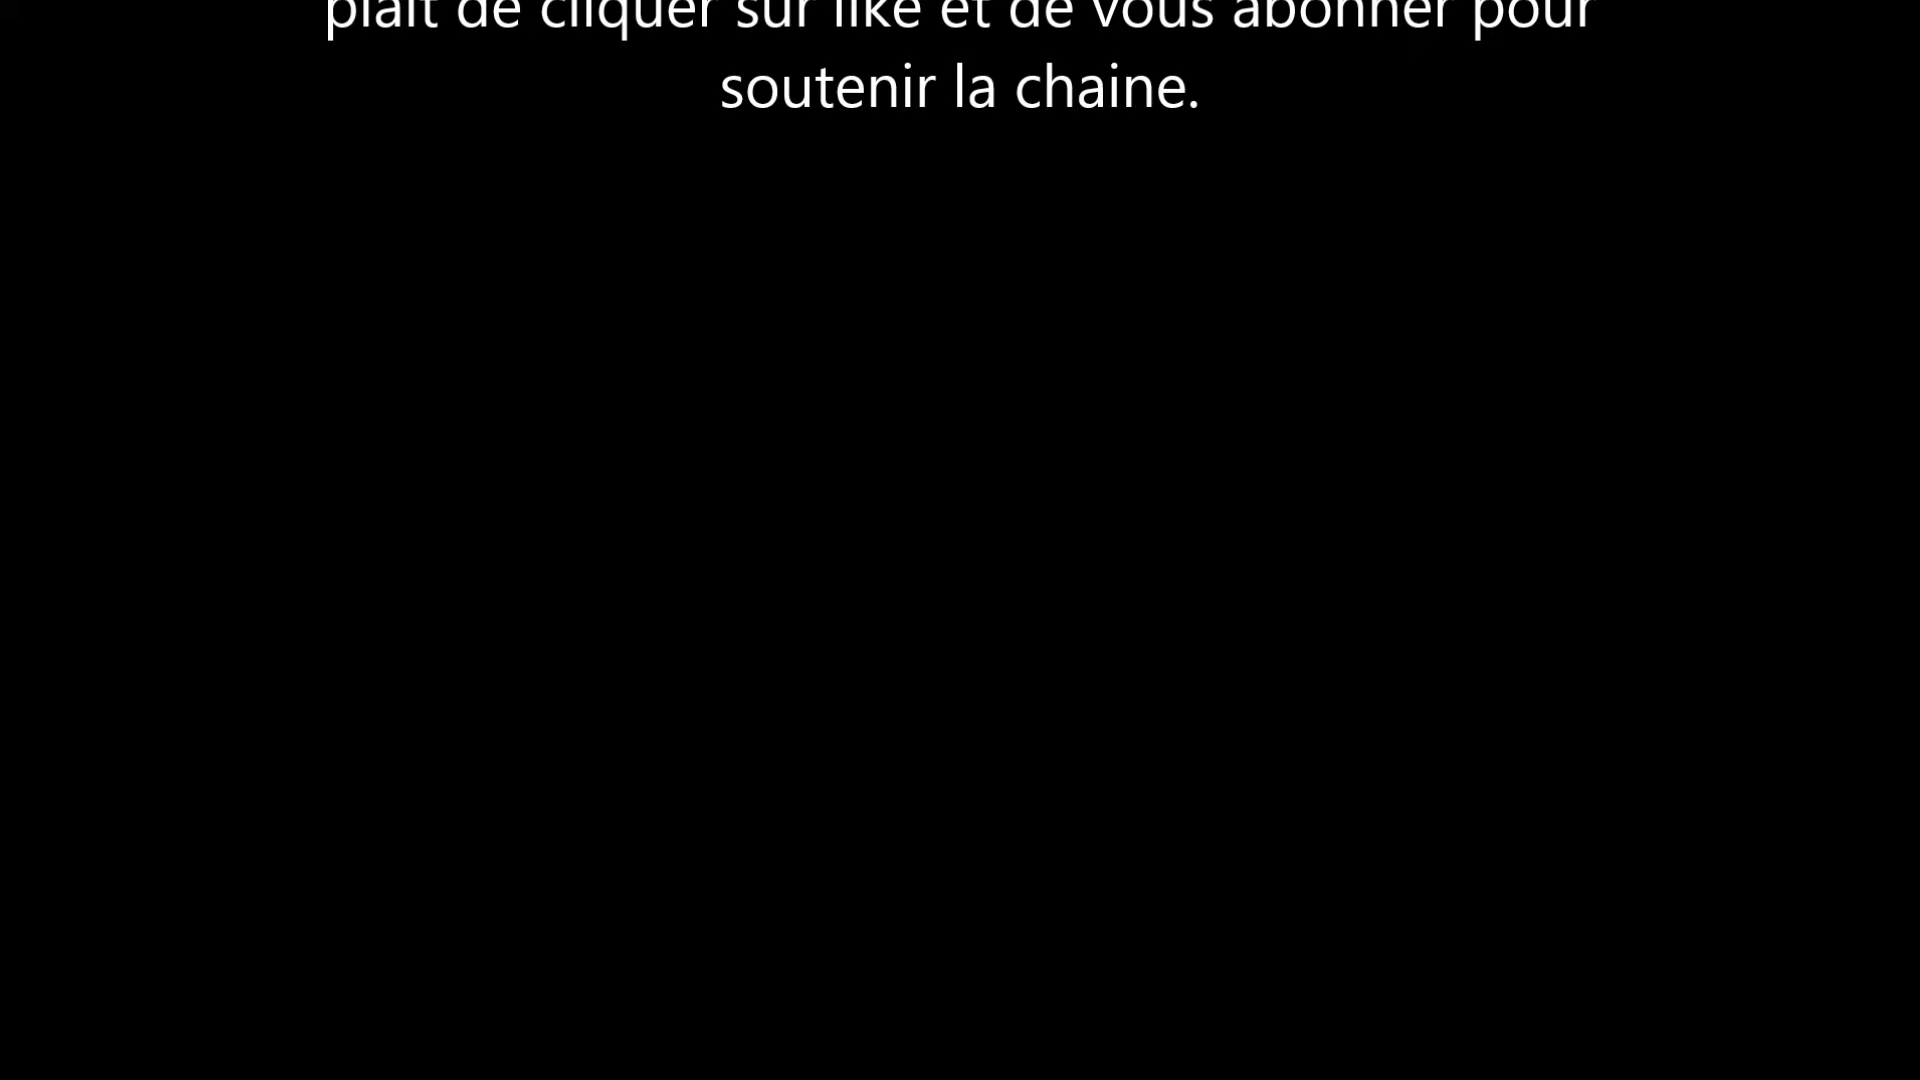 plait de cliquer sur like et de vous abonner pour
soutenir la chaine.